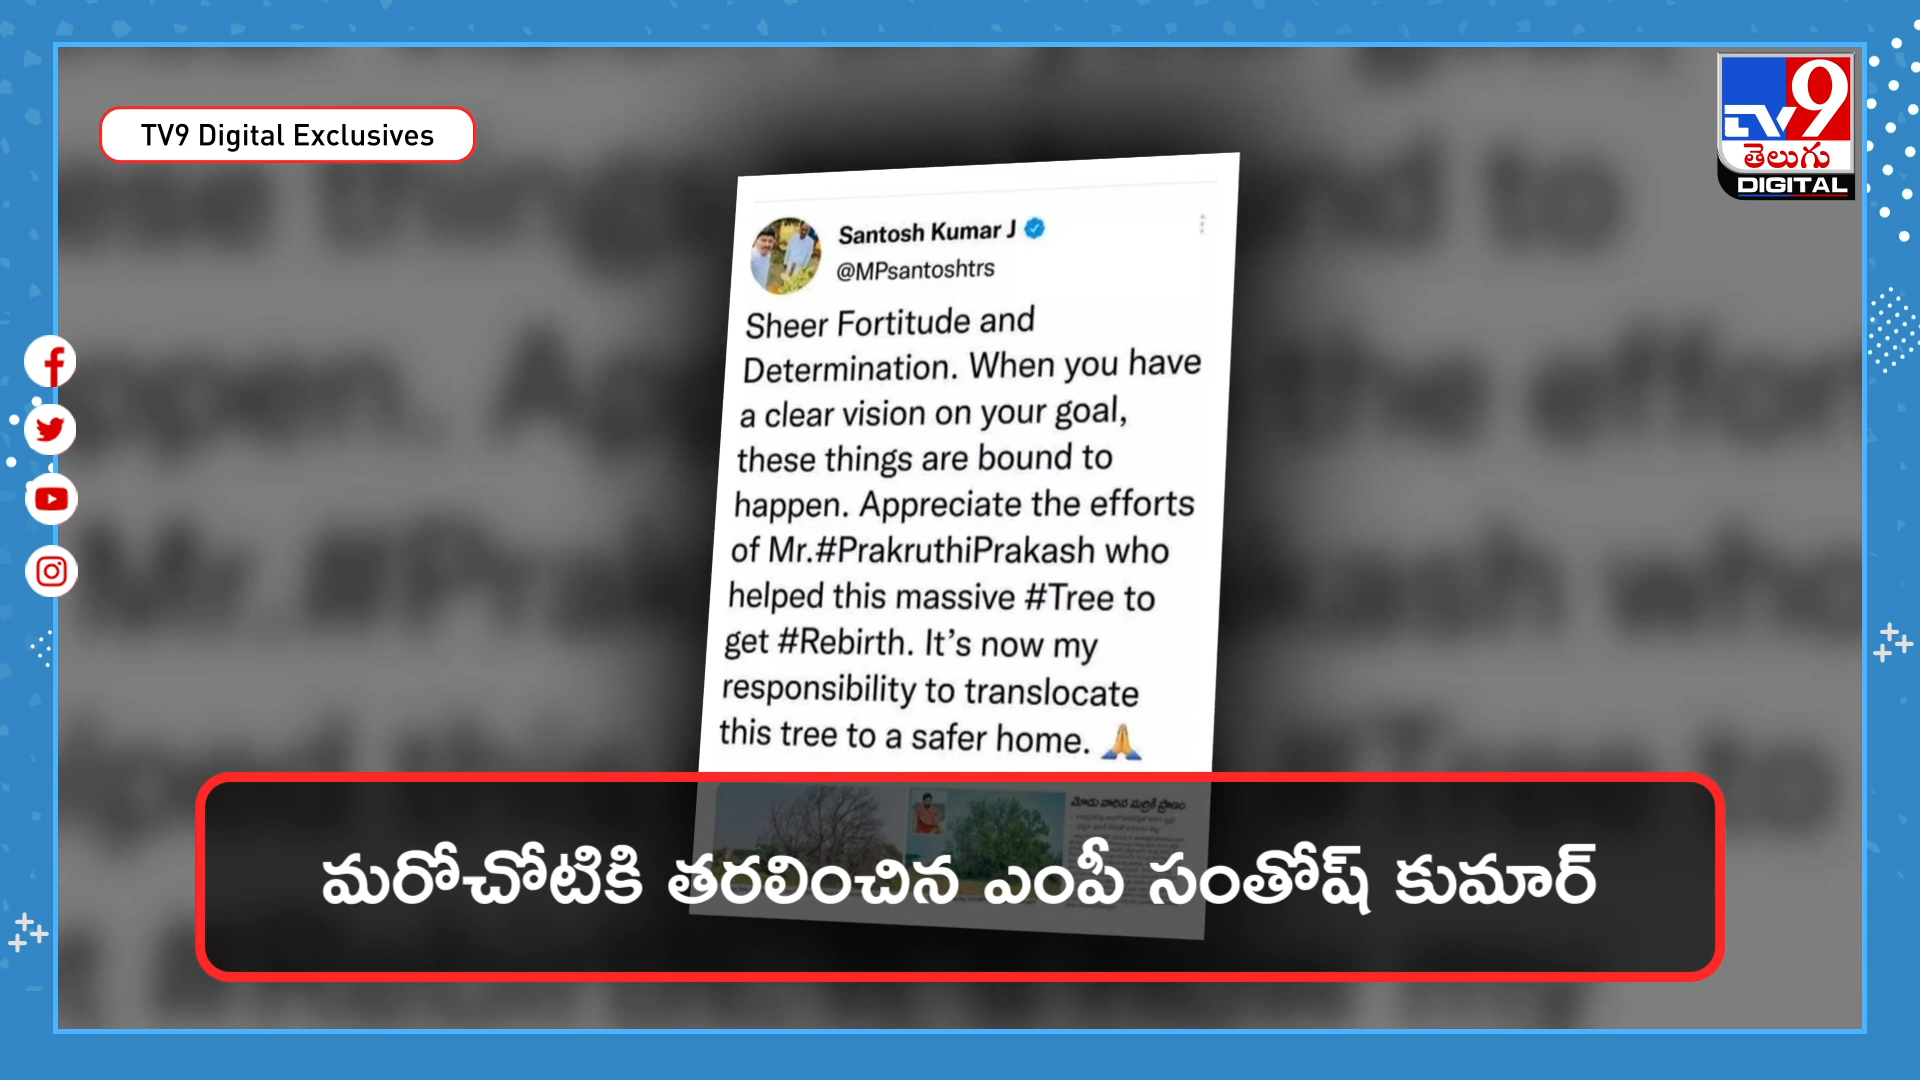 TV9 Digital Exclusives
TV9
తెలుగు
DIGITAL
Santosh Kumar J
@MPsantoshtrs
Sheer Fortitude and
Determination. When you have
a clear vision on your goal,
these things are bound to
happen. Appreciate the efforts
of Mr.#PrakruthiPrakash who
helped this massive #Tree to
get #Rebirth. It’s now my
responsibility to translocate
this tree to a safer home. 🙏
మోడు వారిన మర్రికి ప్రాణం
మరోచోటికి తరలించిన ఎంపీ సంతోష్ కుమార్